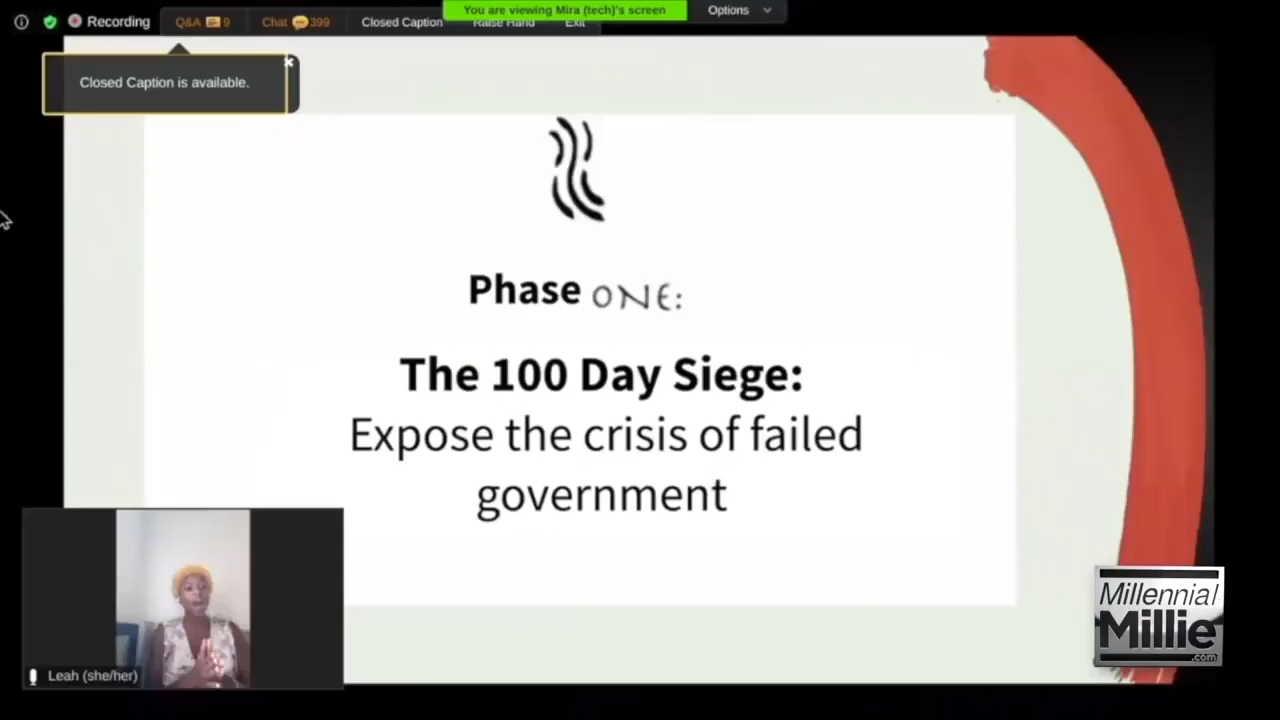 Recording
Q&A 9
Chat 399
Closed Caption
Raise Hand
Exit
You are viewing Mira (tech)'s screen
Options
Closed Caption is available.
Phase ONE:
The 100 Day Siege:
Expose the crisis of failed
government
Leah (she/her)
Millennial
Millie
.com